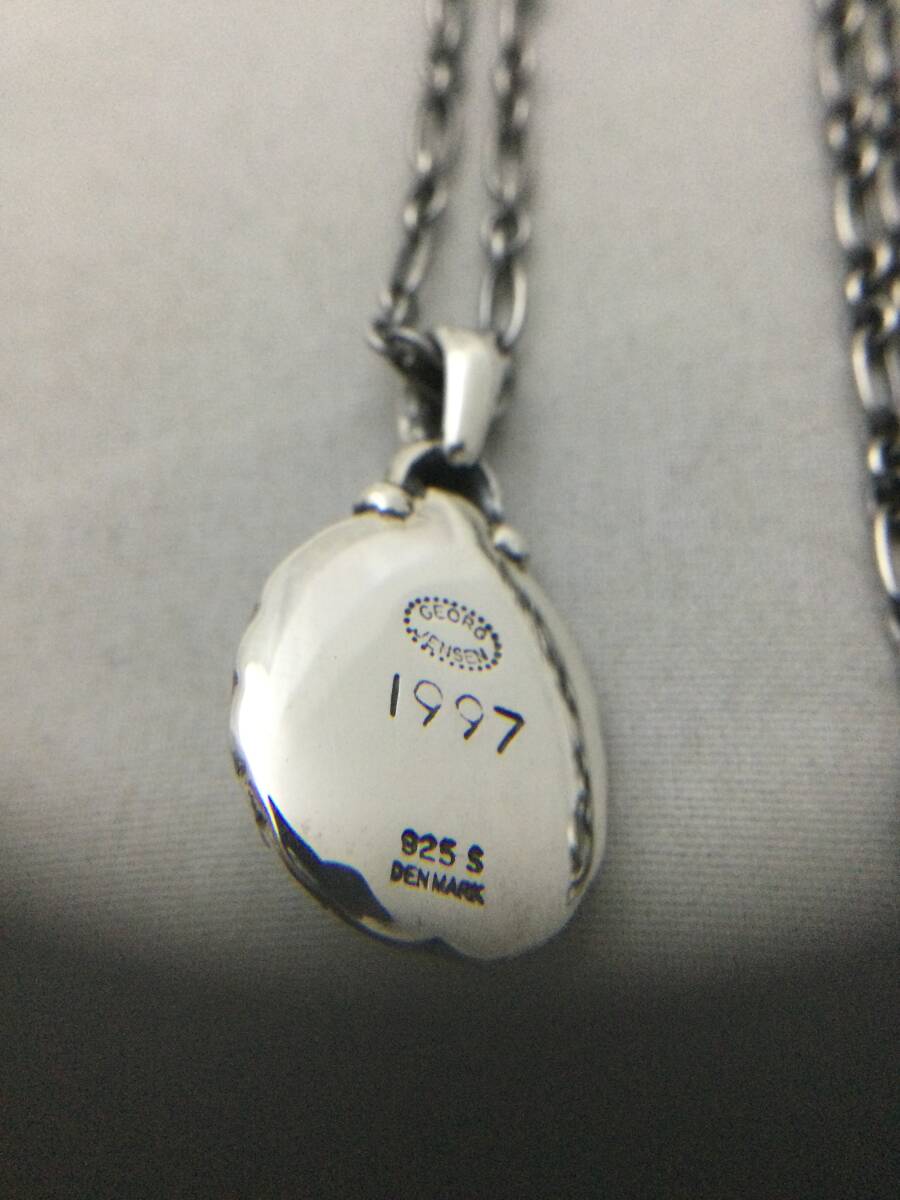 GEORG
JENSEN
1997
925 S
DENMARK